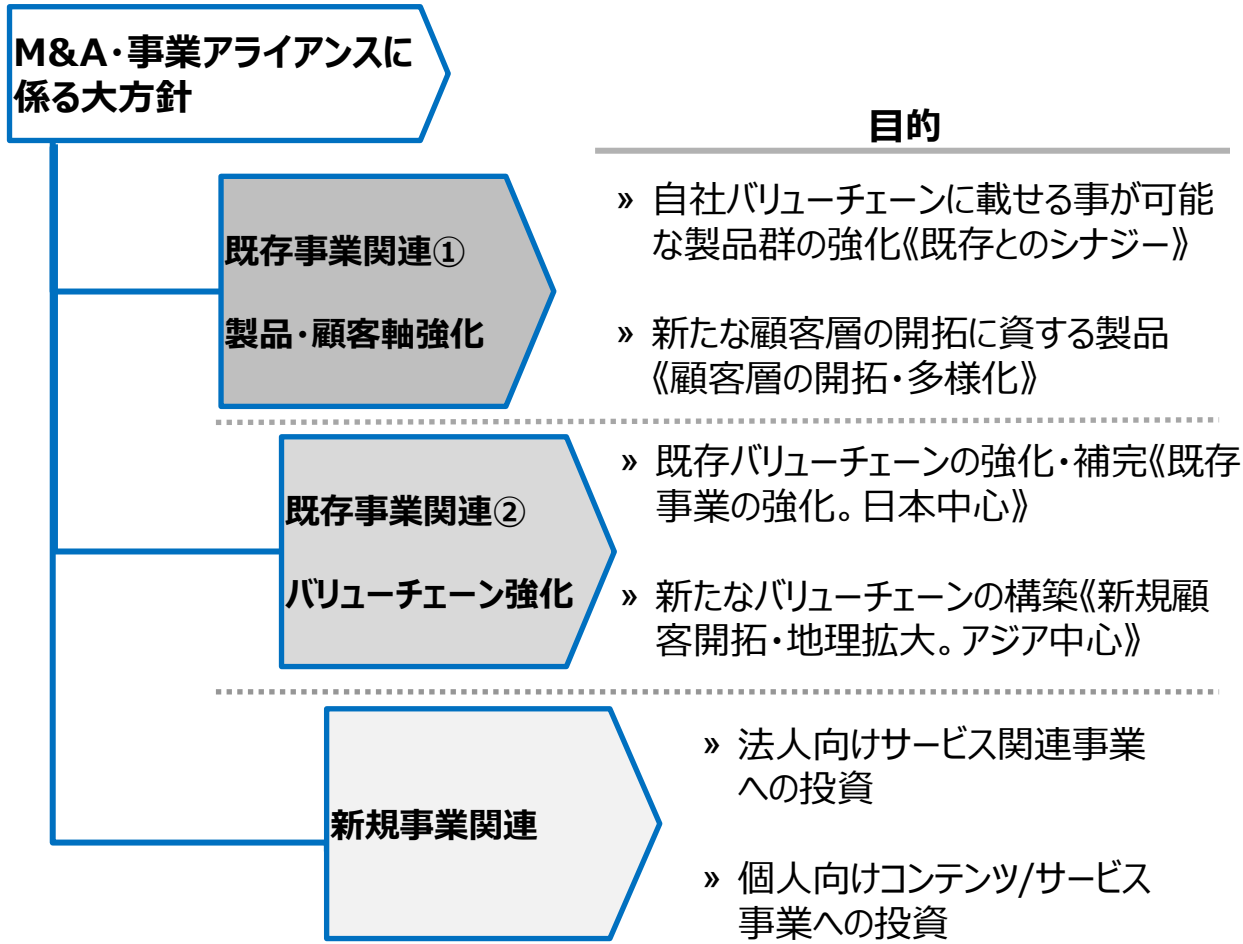 M&A・事業アライアンスに
係る大方針
目的
既存事業関連①
製品・顧客軸強化
» 自社バリューチェーンに載せる事が可能
な製品群の強化《既存とのシナジー》
» 新たな顧客層の開拓に資する製品
《顧客層の開拓・多様化》
既存事業関連②
バリューチェーン強化
» 既存バリューチェーンの強化・補完《既存
事業の強化。日本中心》
» 新たなバリューチェーンの構築《新規顧
客開拓・地理拡大。アジア中心》
新規事業関連
» 法人向けサービス関連事業
への投資
» 個人向けコンテンツ/サービス
事業への投資